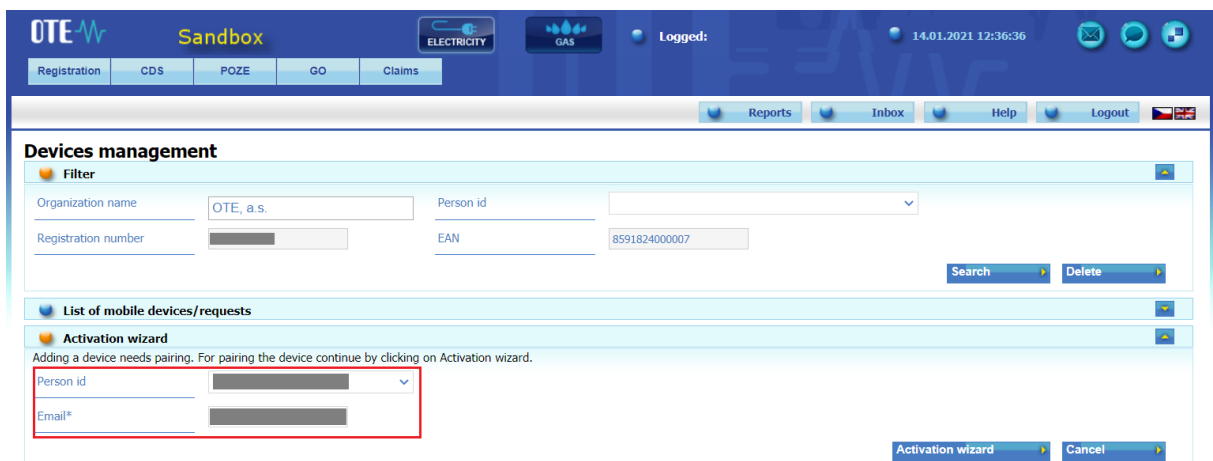 OTE Sandbox ELECTRICITY GAS Logged: 14.01.2021 12:36:36
Registration CDS POZE GO Claims
Reports Inbox Help Logout
Devices management
Filter
Organization name OTE, a.s. Person id
Registration number EAN 8591824000007
Search Delete
List of mobile devices/requests
Activation wizard
Adding a device needs pairing. For pairing the device continue by clicking on Activation wizard.
Person id
Email*
Activation wizard Cancel